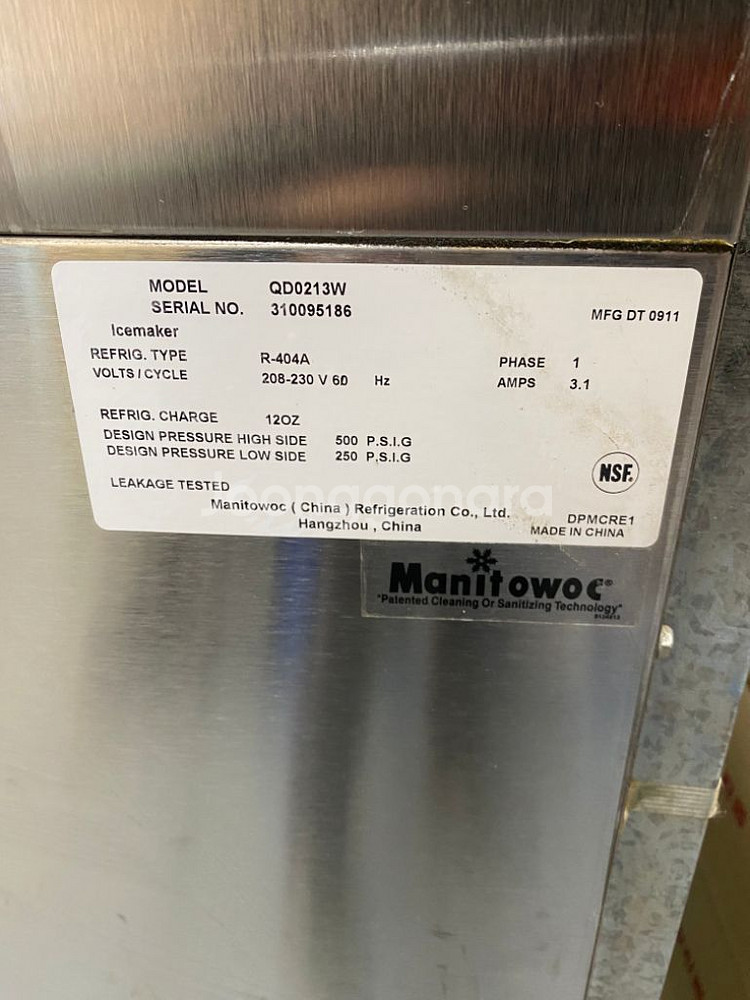 MODEL QD0213W
SERIAL NO. 310095186
MFG DT 0911
Icemaker
REFRIG. TYPE R-404A
PHASE 1
VOLTS / CYCLE 208-230 V 60 Hz
AMPS 3.1
REFRIG. CHARGE 12OZ
DESIGN PRESSURE HIGH SIDE 500 P.S.I.G
DESIGN PRESSURE LOW SIDE 250 P.S.I.G
NSF.
LEAKAGE TESTED
Joonggonara
Manitowoc ( China ) Refrigeration Co., Ltd.
Hangzhou , China
DPMCRE1
MADE IN CHINA
Manitowoc®
"Patented Cleaning Or Sanitizing Technology"